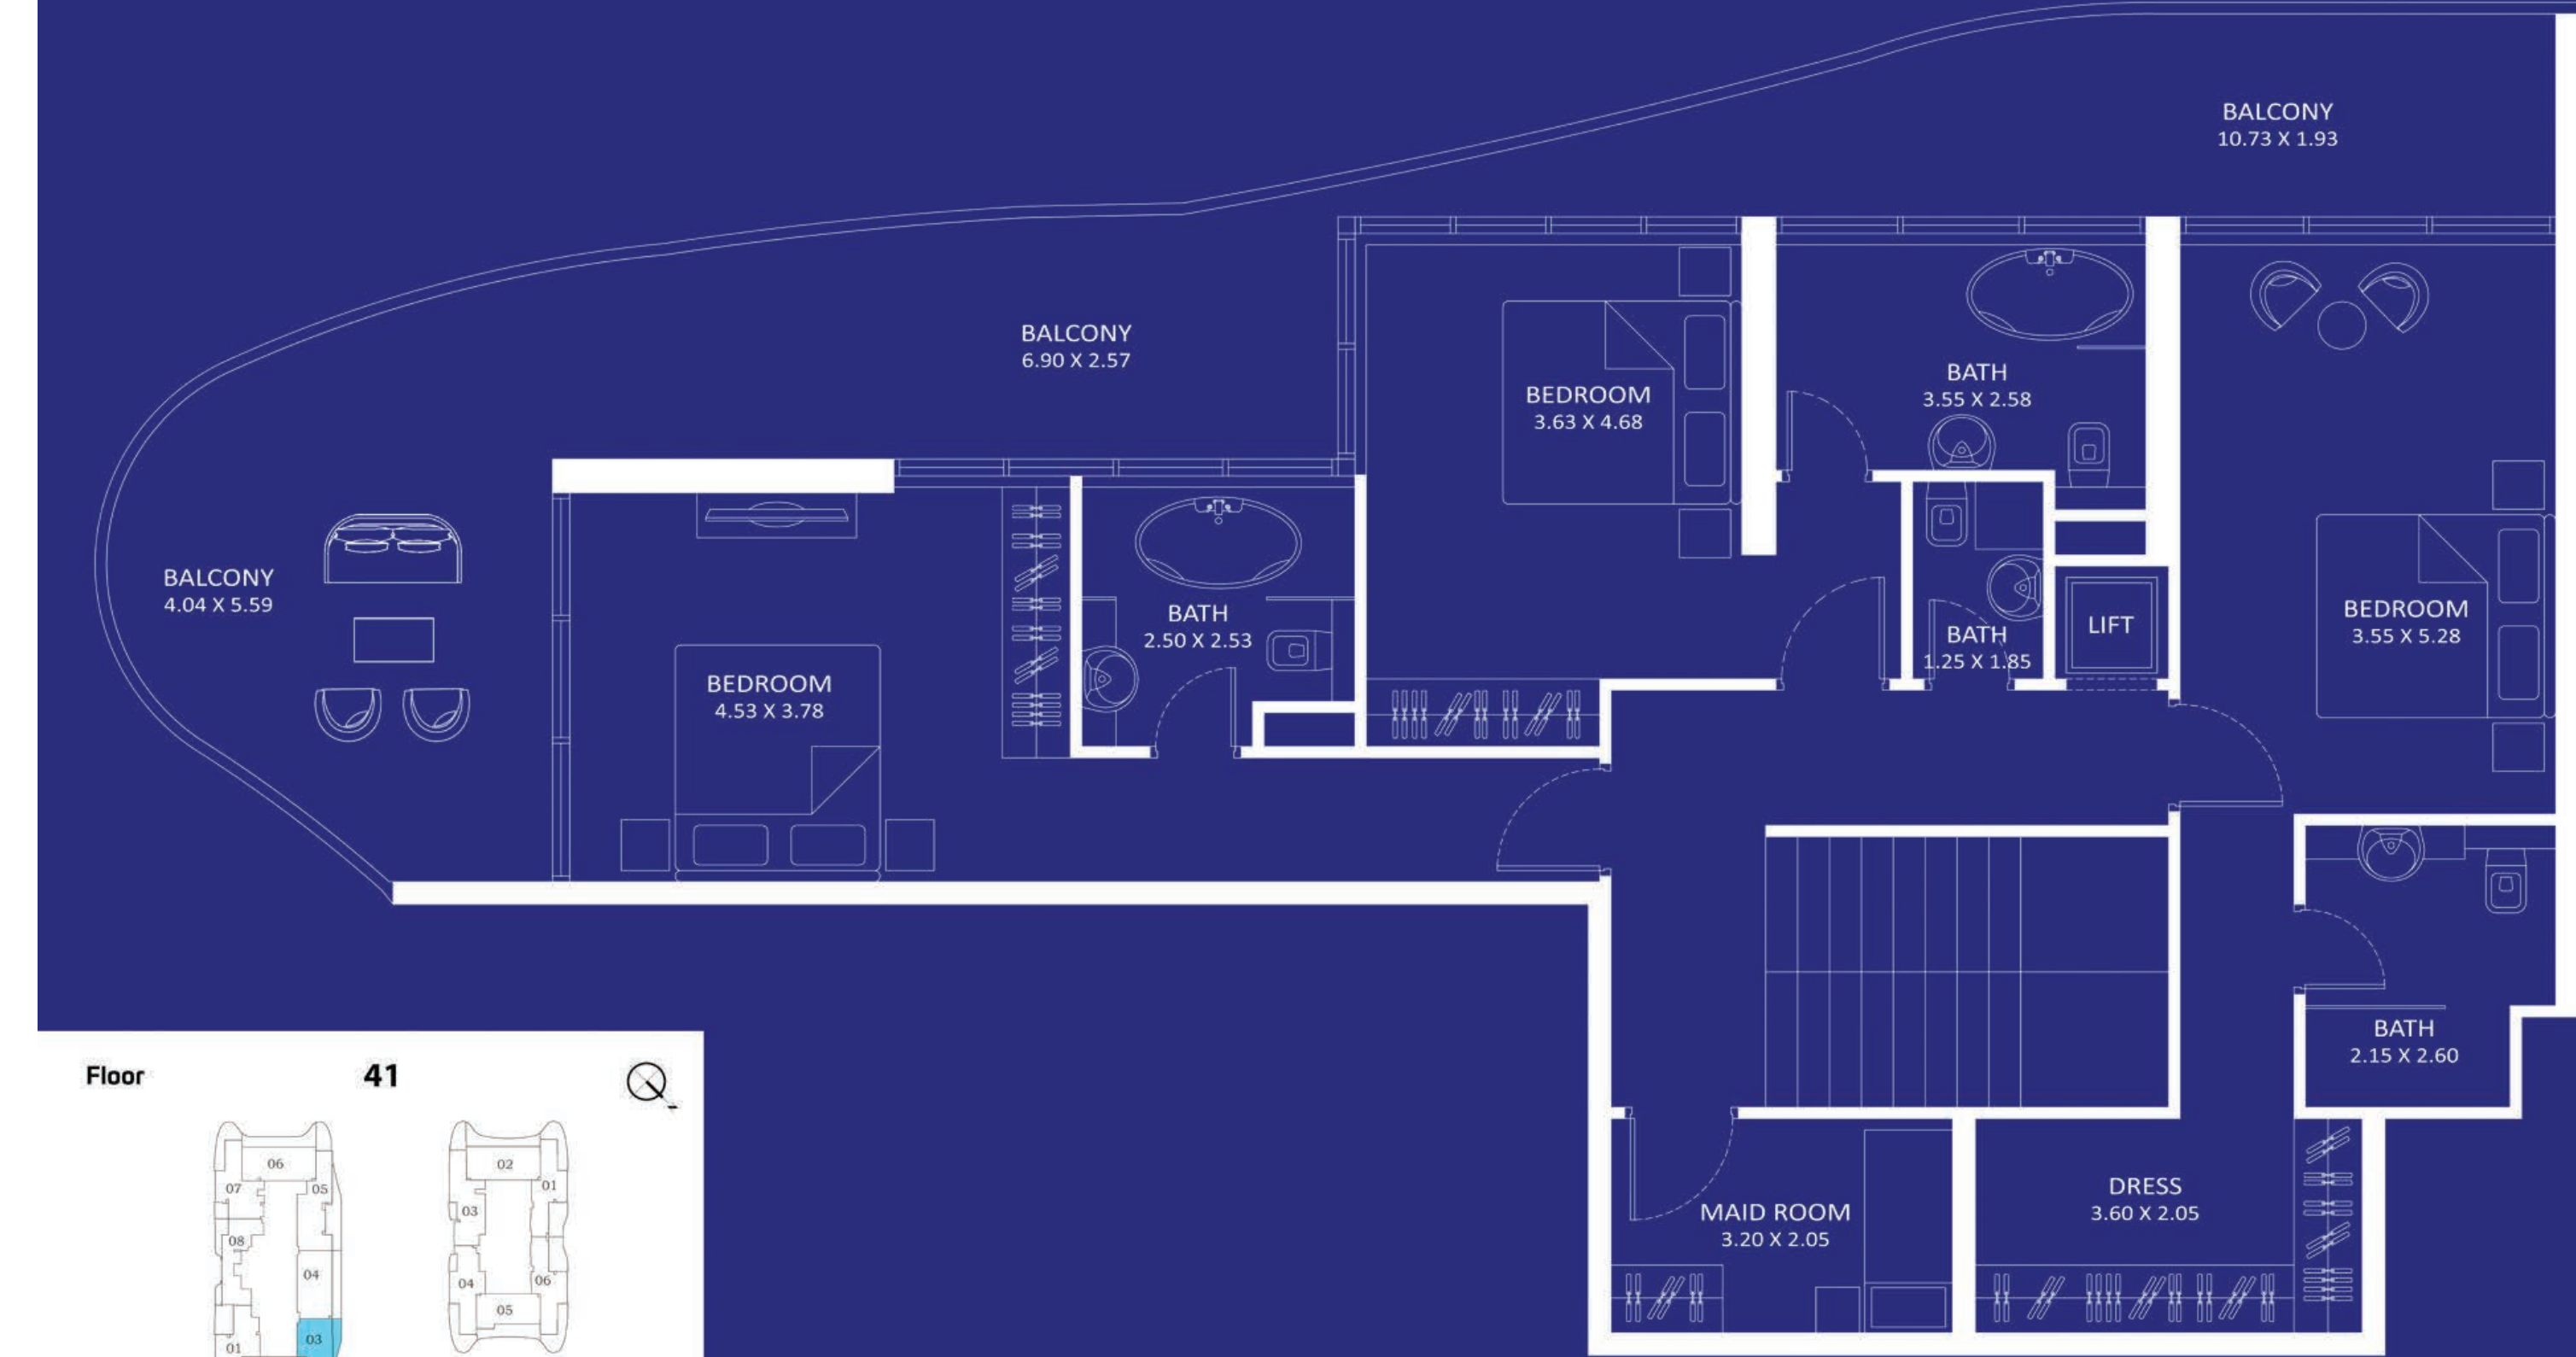 BALCONY
10.73 X 1.93
BALCONY
6.90 X 2.57
BEDROOM
3.63 X 4.68
BATH
3.55 X 2.58
BALCONY
4.04 X 5.59
BEDROOM
4.53 X 3.78
BATH
2.50 X 2.53
BATH
1.25 X 1.85
LIFT
BEDROOM
3.55 X 5.28
BATH
2.15 X 2.60
MAID ROOM
3.20 X 2.05
DRESS
3.60 X 2.05
Floor 41
06
07
05
08
04
03
01
02
01
03
04
06
05